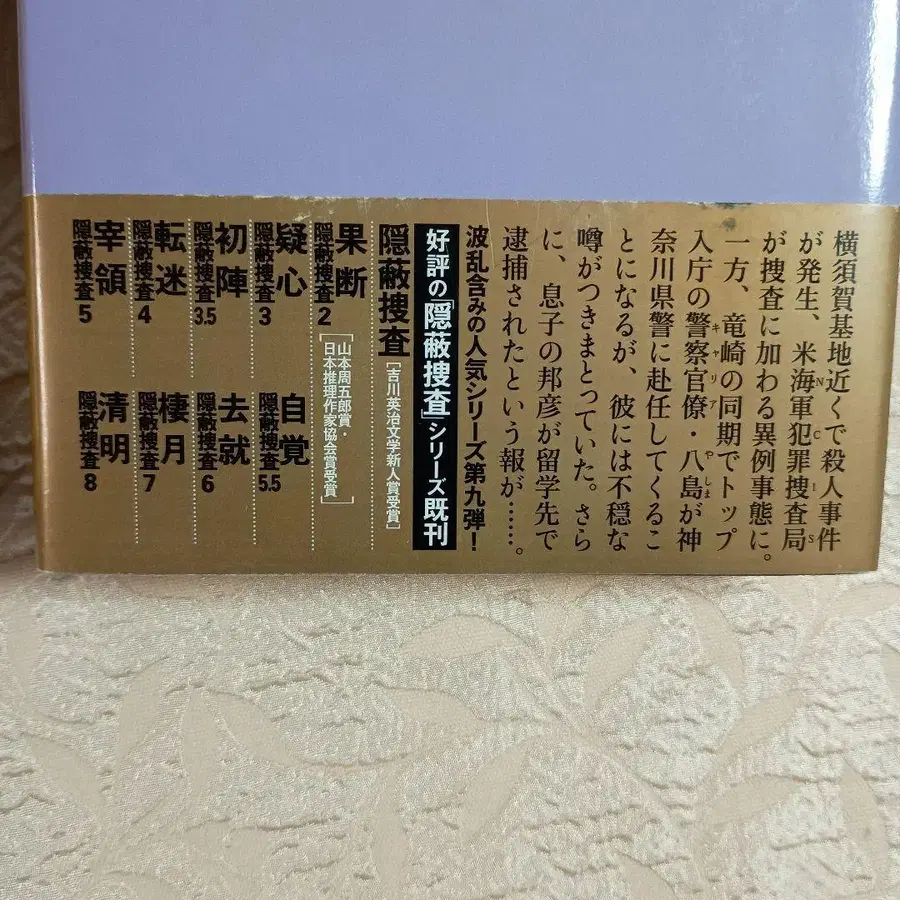 横須賀基地近くで殺人事件
が発生、米海軍犯罪捜査局
NCIS
が捜査に加わる異例事態に。
一方、竜崎の同期でトップ
入庁の警察官僚・八島が神
キャリア
やしま
奈川県警に赴任してくるこ
とになるが、彼には不穏な
噂がつきまとっていた。さら
に、息子の邦彦が留学先で
逮捕されたという報が……。
波乱含みの人気シリーズ第九弾！
好評の「隠蔽捜査」シリーズ既刊
隠蔽捜査［吉川英治文学新人賞受賞］
果断
隠蔽捜査2
［山本周五郎賞・
日本推理作家協会賞受賞］
疑心
隠蔽捜査3
初陣
隠蔽捜査3.5
転迷
隠蔽捜査4
宰領
隠蔽捜査5
自覚
隠蔽捜査5.5
去就
隠蔽捜査6
棲月
隠蔽捜査7
清明
隠蔽捜査8